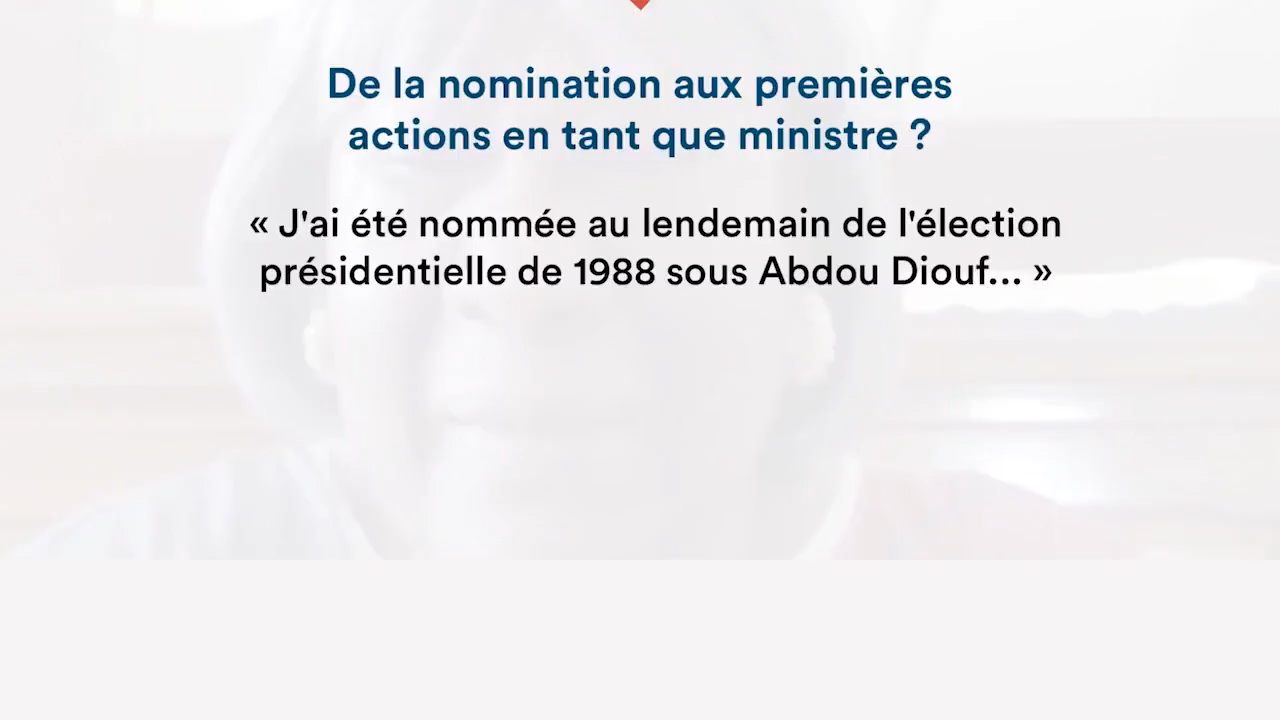 De la nomination aux premières
actions en tant que ministre ?
« J'ai été nommée au lendemain de l'élection
présidentielle de 1988 sous Abdou Diouf... »